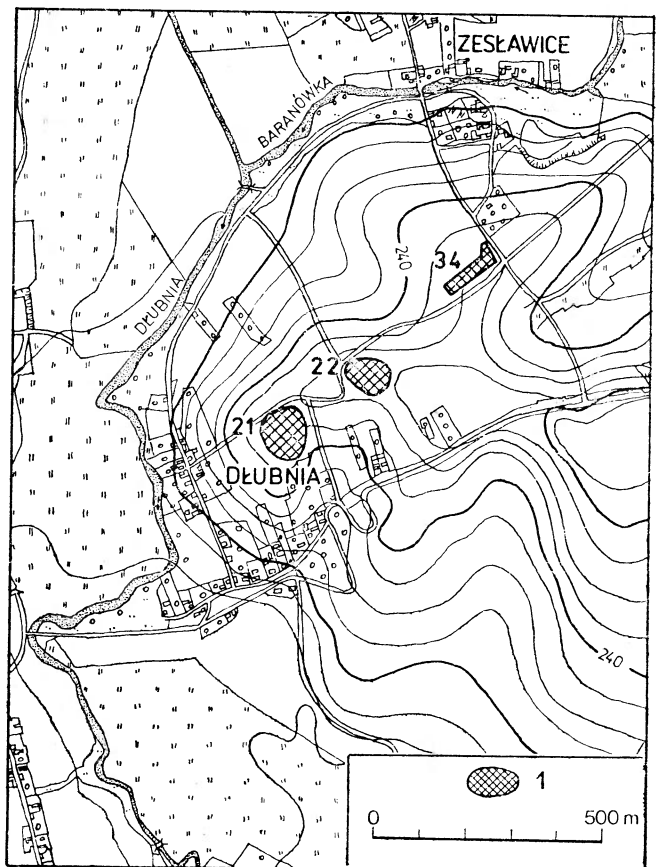 ZESŁAWICE
BARANÓWKA
DŁUBNIA
240
34
22
21
DŁUBNIA
240
1
0 500 m